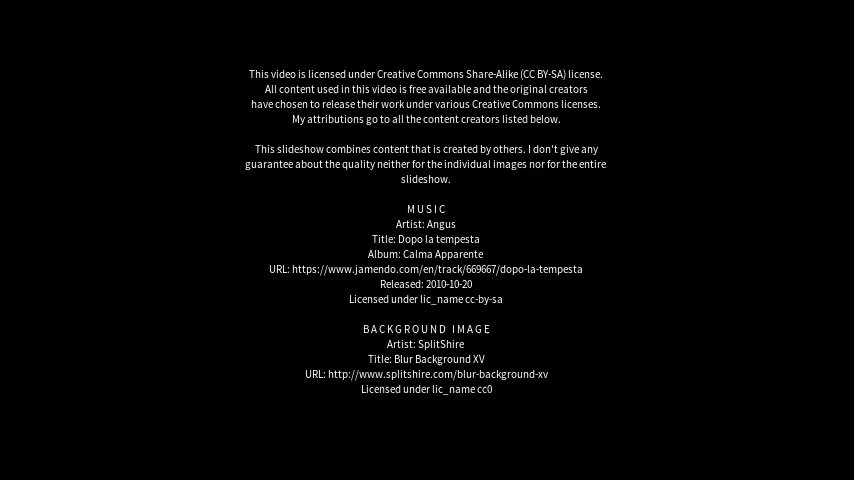 This video is licensed under Creative Commons Share-Alike (CC BY-SA) license.
All content used in this video is free available and the original creators
have chosen to release their work under various Creative Commons licenses.
My attributions go to all the content creators listed below.
This slideshow combines content that is created by others. I don't give any
guarantee about the quality neither for the individual images nor for the entire
slideshow.
MUSIC
Artist: Angus
Title: Dopo la tempesta
Album: Calma Apparente
URL: https://www.jamendo.com/en/track/669667/dopo-la-tempesta
Released: 2010-10-20
Licensed under lic_name cc-by-sa
BACKGROUND IMAGE
Artist: SplitShire
Title: Blur Background XV
URL: http://www.splitshire.com/blur-background-xv
Licensed under lic_name cc0